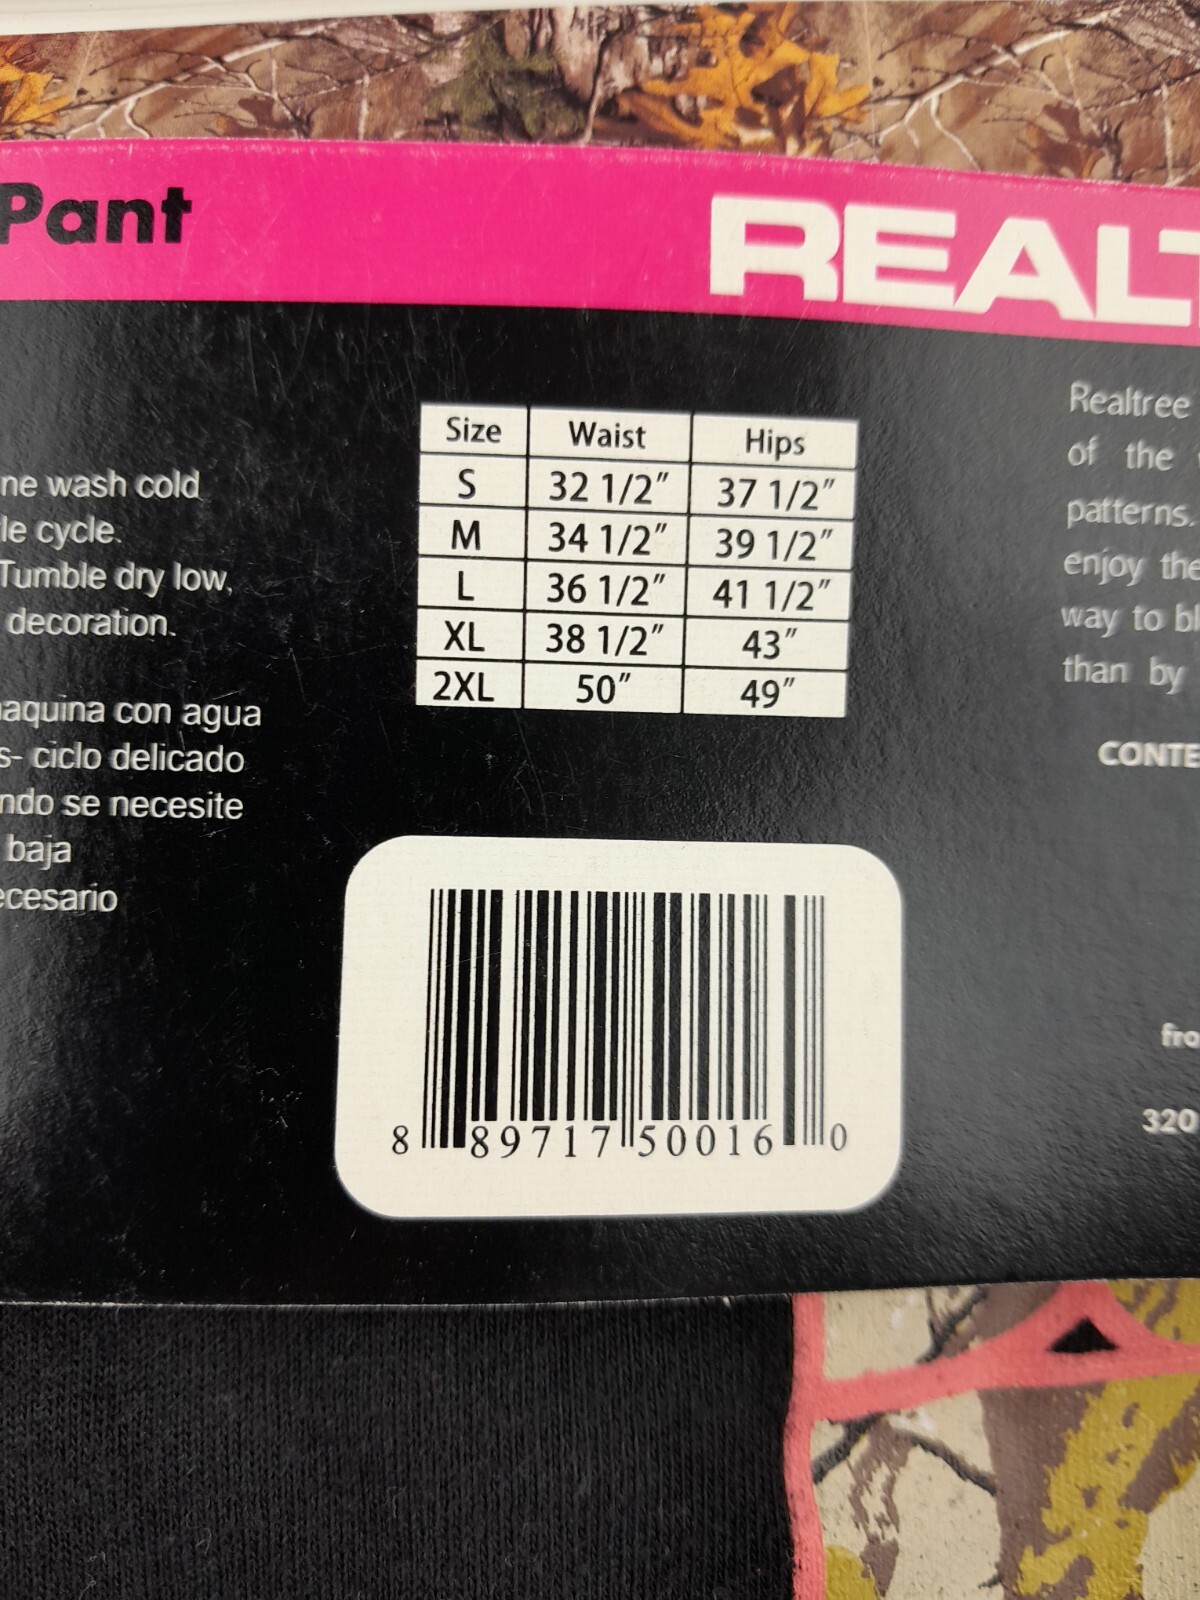 Pant
REALT
Size Waist Hips
S 32 1/2" 37 1/2"
M 34 1/2" 39 1/2"
L 36 1/2" 41 1/2"
XL 38 1/2" 43"
2XL 50" 49"
ne wash cold
le cycle.
Tumble dry low,
decoration.
aquina con agua
s- ciclo delicado
ndo se necesite
baja
ecesario
Realtree
of the
patterns.
enjoy the
way to bl
than by
CONTE
fro
320
8 89717 50016 0